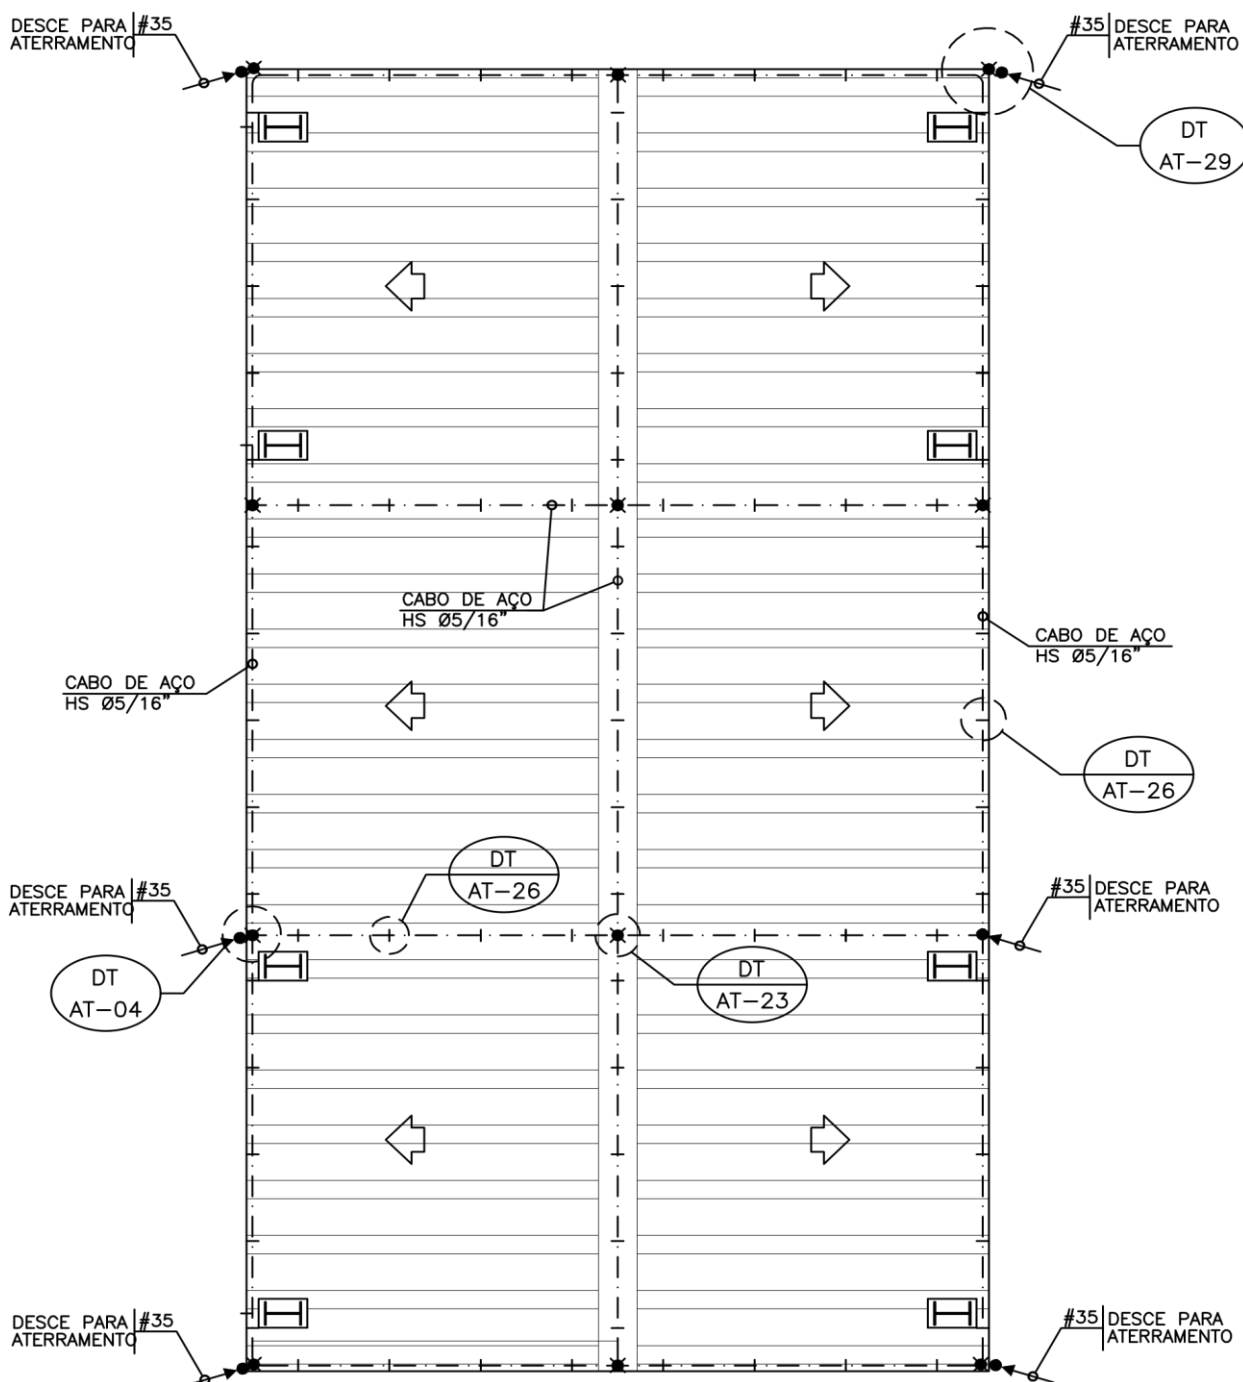 DESCE PARA
ATERRAMENTO
#35
#35
DESCE PARA
ATERRAMENTO
DT
AT-29
CABO DE AÇO
HS Ø5/16"
CABO DE AÇO
HS Ø5/16"
CABO DE AÇO
HS Ø5/16"
DT
AT-26
DT
AT-26
DESCE PARA
ATERRAMENTO
#35
#35
DESCE PARA
ATERRAMENTO
DT
AT-04
DT
AT-23
DESCE PARA
ATERRAMENTO
#35
#35
DESCE PARA
ATERRAMENTO